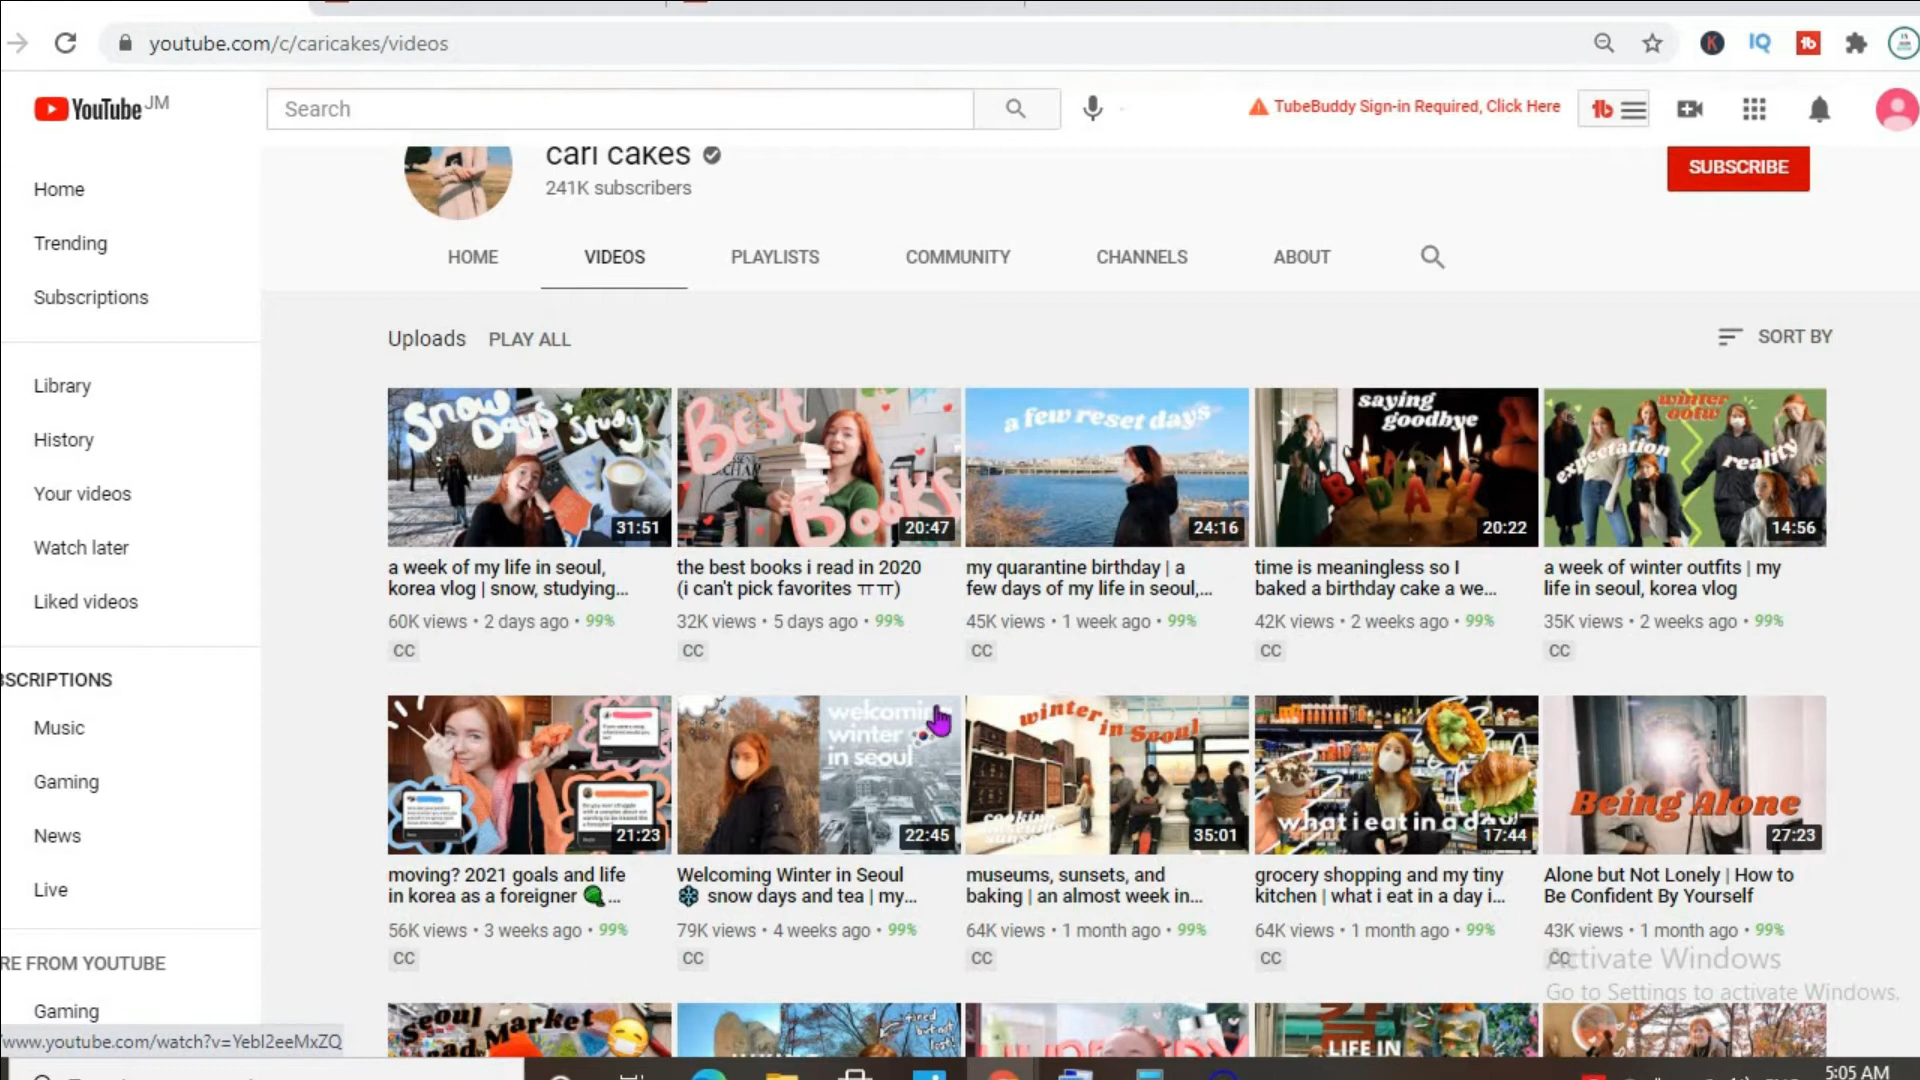 youtube.com/c/caricakes/videos
IQ
YouTube JM
Search
TubeBuddy Sign-in Required, Click Here
cari cakes
241K subscribers
SUBSCRIBE
Home
Trending
Subscriptions
Library
History
Your videos
Watch later
Liked videos
BSCRIPTIONS
Music
Gaming
News
Live
RE FROM YOUTUBE
Gaming
HOME
VIDEOS
PLAYLISTS
COMMUNITY
CHANNELS
ABOUT
Uploads
PLAY ALL
SORT BY
Snow Days + Study
31:51
a week of my life in seoul,
korea vlog | snow, studying...
60K views • 2 days ago • 99%
CC
Best
Books
20:47
the best books i read in 2020
(i can't pick favorites ㅠㅠ)
32K views • 5 days ago • 99%
CC
a few reset days
24:16
my quarantine birthday | a
few days of my life in seoul,...
45K views • 1 week ago • 99%
CC
saying
goodbye
20:22
time is meaningless so I
baked a birthday cake a we...
42K views • 2 weeks ago • 99%
CC
winter
ootw
expectation
reality
14:56
a week of winter outfits | my
life in seoul, korea vlog
35K views • 2 weeks ago • 99%
CC
21:23
moving? 2021 goals and life
in korea as a foreigner ...
56K views • 3 weeks ago • 99%
CC
welcoming
winter
in seoul
22:45
Welcoming Winter in Seoul
snow days and tea | my...
79K views • 4 weeks ago • 99%
CC
winter in Seoul
cooking
museums
sunsets
35:01
museums, sunsets, and
baking | an almost week in...
64K views • 1 month ago • 99%
CC
what i eat in a day!
17:44
grocery shopping and my tiny
kitchen | what i eat in a day i...
64K views • 1 month ago • 99%
CC
Being Alone
27:23
Alone but Not Lonely | How to
Be Confident By Yourself
43K views • 1 month ago • 99%
CC
Activate Windows
Go to Settings to activate Windows.
Seoul
Market
LIFE IN
www.youtube.com/watch?v=Yebl2eeMxZQ
5:05 AM